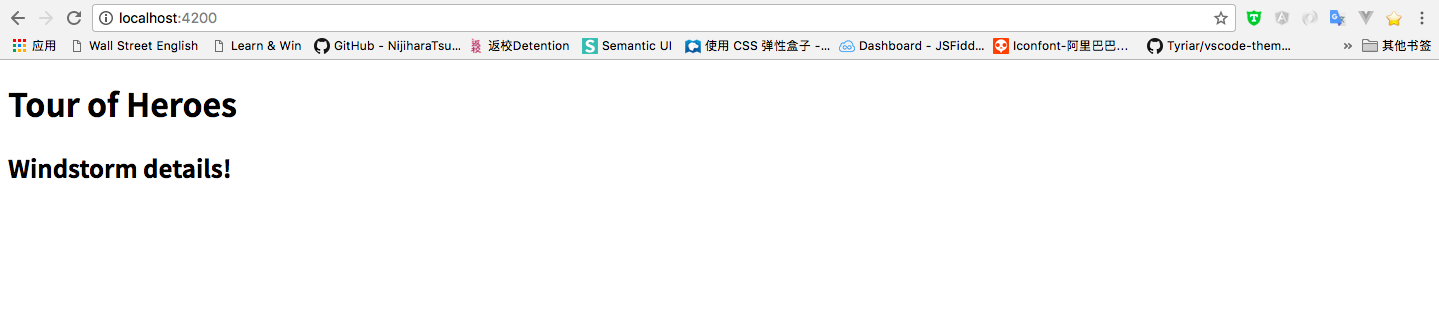 localhost:4200
应用 Wall Street English Learn & Win GitHub - NijiharaTsu... 返校Detention Semantic UI 使用 CSS 弹性盒子 -... Dashboard - JSFidd... Iconfont-阿里巴巴... Tyriar/vscode-them... » 其他书签
Tour of Heroes
Windstorm details!